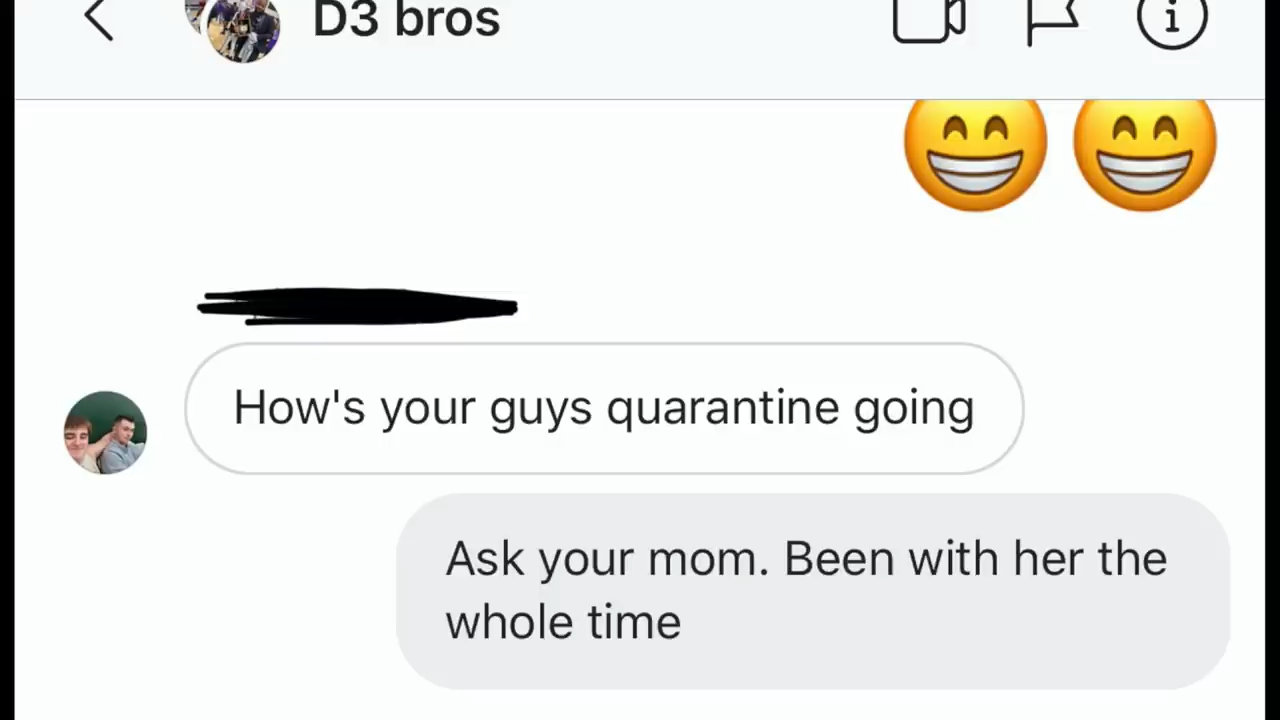 D3 bros
How's your guys quarantine going
Ask your mom. Been with her the
whole time